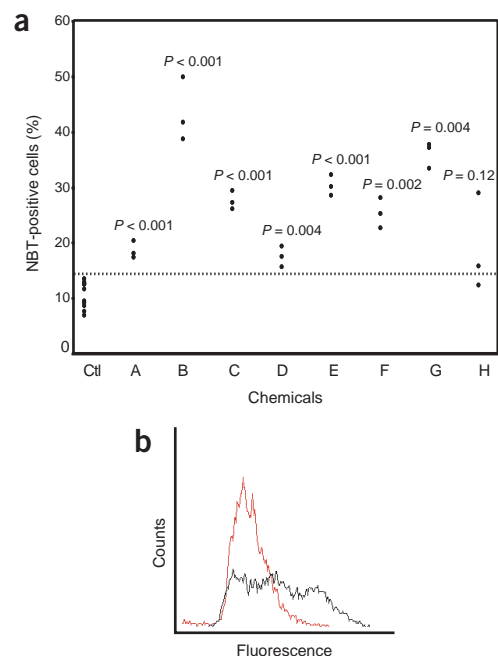 a
60
50
40
30
20
10
0
NBT-positive cells (%)
P < 0.001
P < 0.001
P < 0.001
P = 0.004
P < 0.001
P = 0.002
P = 0.004
P = 0.12
Ctl A B C D E F G H
Chemicals
b
Counts
Fluorescence